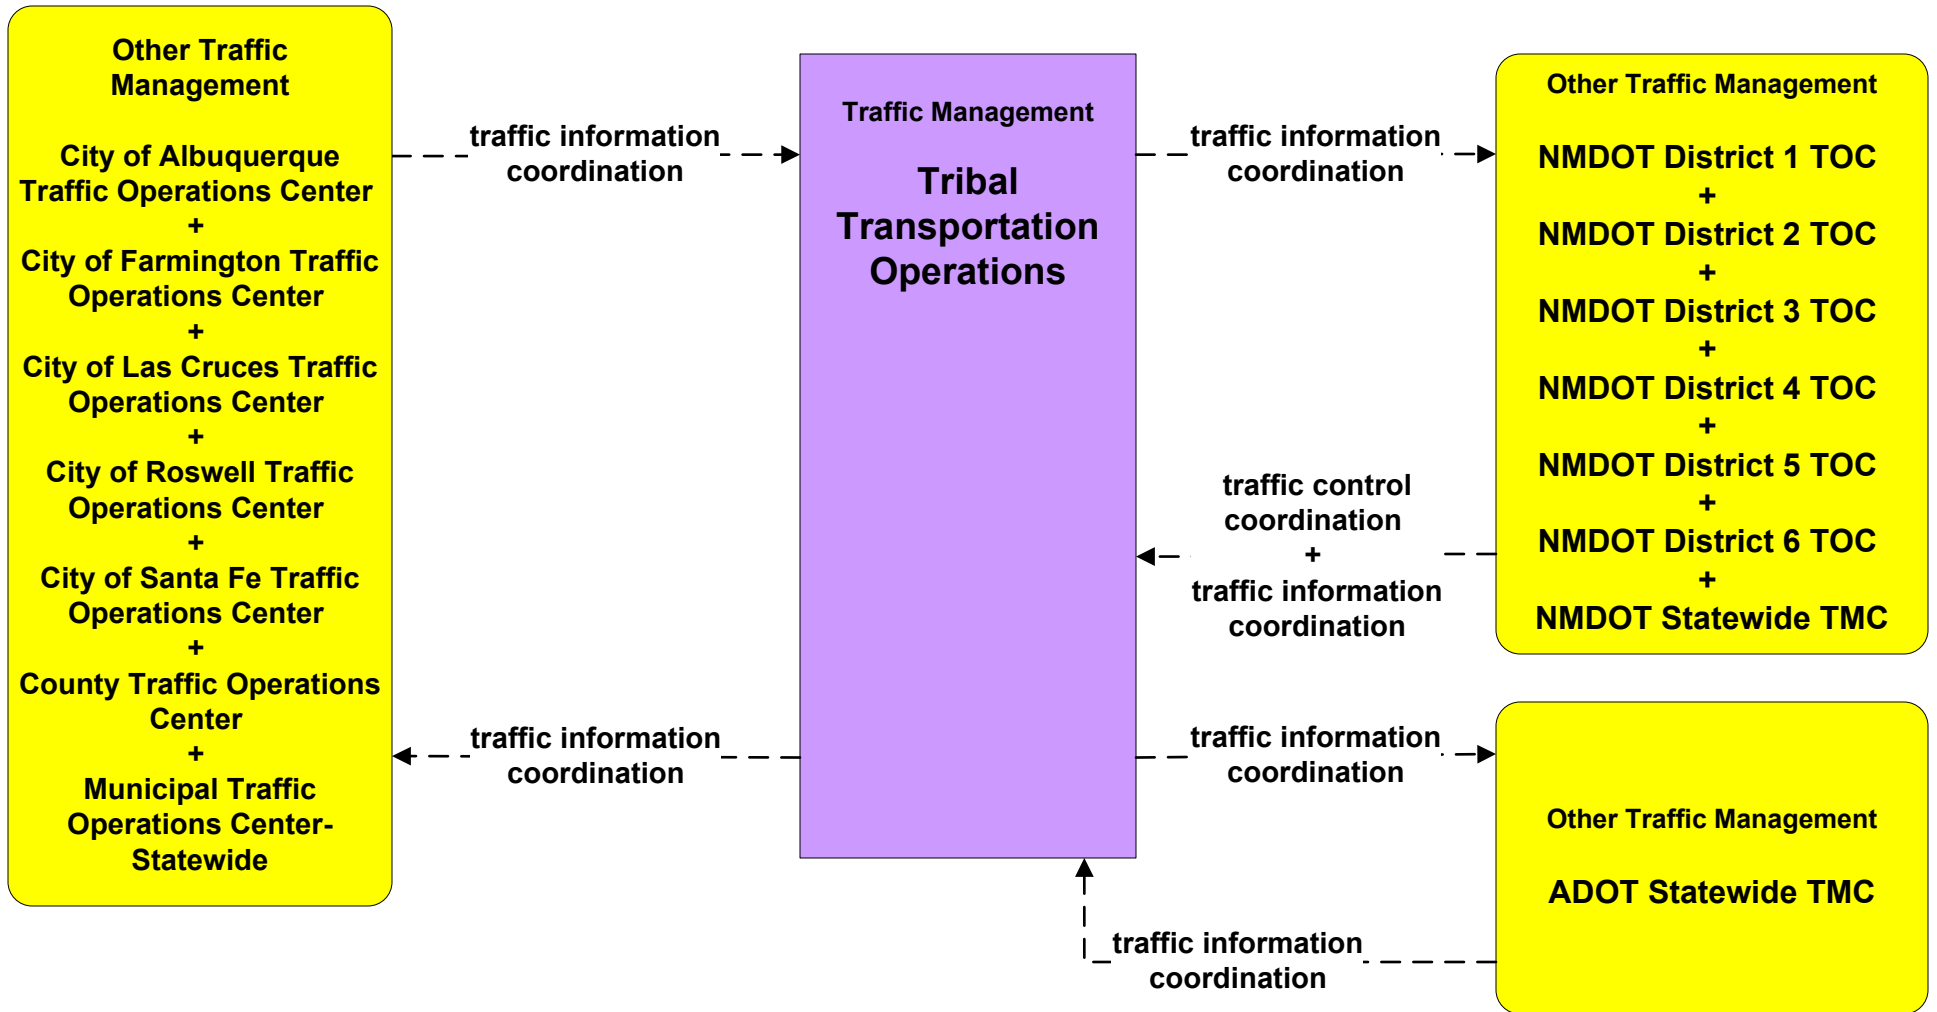 Other Traffic
Management
City of Albuquerque
Traffic Operations Center
+
City of Farmington Traffic
Operations Center
+
City of Las Cruces Traffic
Operations Center
+
City of Roswell Traffic
Operations Center
+
City of Santa Fe Traffic
Operations Center
+
County Traffic Operations
Center
+
Municipal Traffic
Operations Center-
Statewide
traffic information
coordination
traffic information
coordination
Traffic Management
Tribal
Transportation
Operations
traffic information
coordination
traffic control
coordination
+
traffic information
coordination
traffic information
coordination
traffic information
coordination
Other Traffic Management
NMDOT District 1 TOC
+
NMDOT District 2 TOC
+
NMDOT District 3 TOC
+
NMDOT District 4 TOC
+
NMDOT District 5 TOC
+
NMDOT District 6 TOC
+
NMDOT Statewide TMC
Other Traffic Management
ADOT Statewide TMC